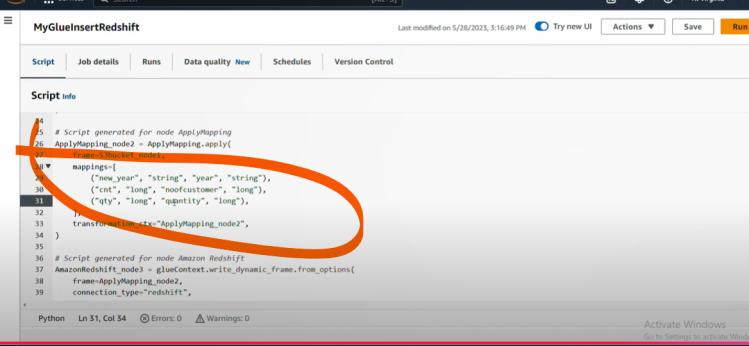 Search
[Alt+S]
MyGlueInsertRedshift
Last modified on 5/28/2023, 3:16:49 PM
Try new UI
Actions ▼
Save
Run
Script
Job details
Runs
Data quality New
Schedules
Version Control
Script Info
24
25 # Script generated for node ApplyMapping
26 ApplyMapping_node2 = ApplyMapping.apply(
27 frame=S3bucket_node1,
28 ▼ mappings=[
29 ("new_year", "string", "year", "string"),
30 ("cnt", "long", "noofcustomer", "long"),
31 ("qty", "long", "quantity", "long"),
32 ],
33 transformation_ctx="ApplyMapping_node2",
34 )
35
36 # Script generated for node Amazon Redshift
37 AmazonRedshift_node3 = glueContext.write_dynamic_frame.from_options(
38 frame=ApplyMapping_node2,
39 connection_type="redshift",
Python Ln 31, Col 34 Errors: 0 Warnings: 0
Activate Windows
Go to Settings to activate